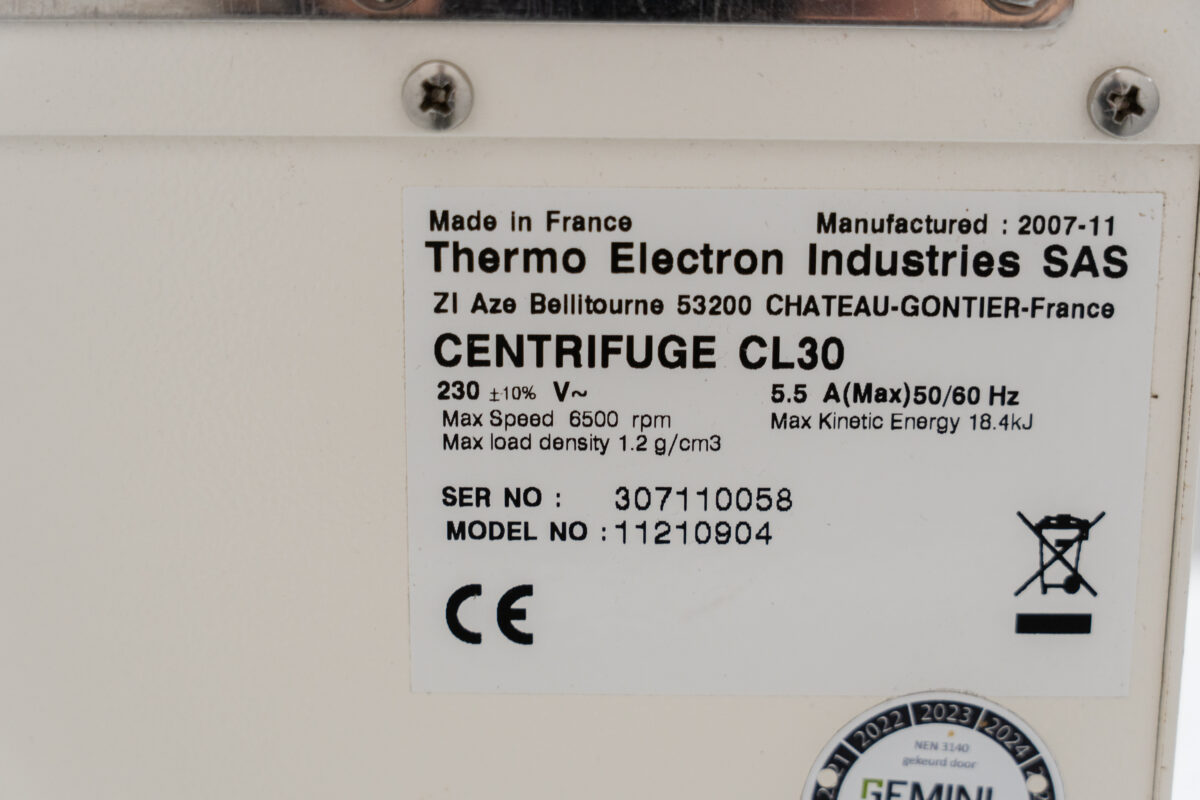 Made in France Manufactured : 2007-11
Thermo Electron Industries SAS
ZI Aze Bellitourne 53200 CHATEAU-GONTIER-France
CENTRIFUGE CL30
230 ±10% V~ 5.5 A(Max)50/60 Hz
Max Speed 6500 rpm Max Kinetic Energy 18.4kJ
Max load density 1.2 g/cm3
SER NO : 307110058
MODEL NO : 11210904
CE
2022 2023 2024
NEN 3140
gekeurd door
GEMINI